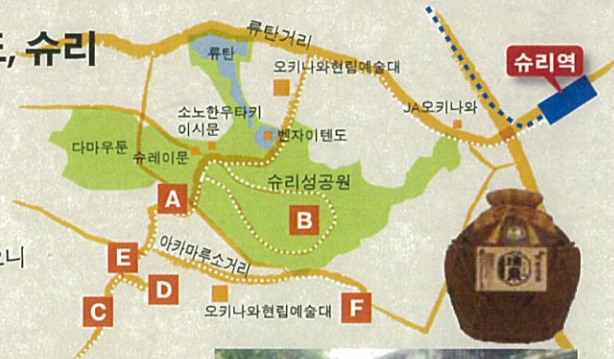 , 슈리
류탄거리
류탄
오키나와현립예술대
슈리역
JA오키나와
소노한우타키
이시문
벤자이텐도
다마우둔
슈레이문
슈리성공원
A
B
아카마루소거리
E
D
C
오키나와현립예술대
F
니